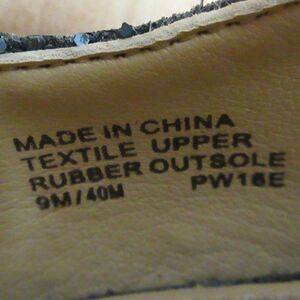 MADE IN CHINA
TEXTILE UPPER
RUBBER OUTSOLE
9M/40M PW16E